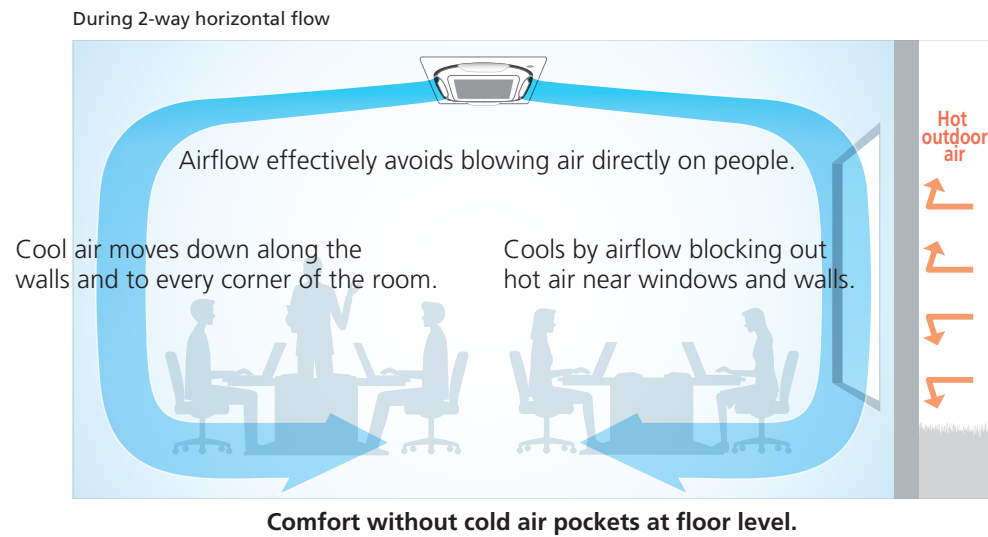 During 2-way horizontal flow
Hot
outdoor
air
Airflow effectively avoids blowing air directly on people.
Cool air moves down along the
walls and to every corner of the room.
Cools by airflow blocking out
hot air near windows and walls.
Comfort without cold air pockets at floor level.